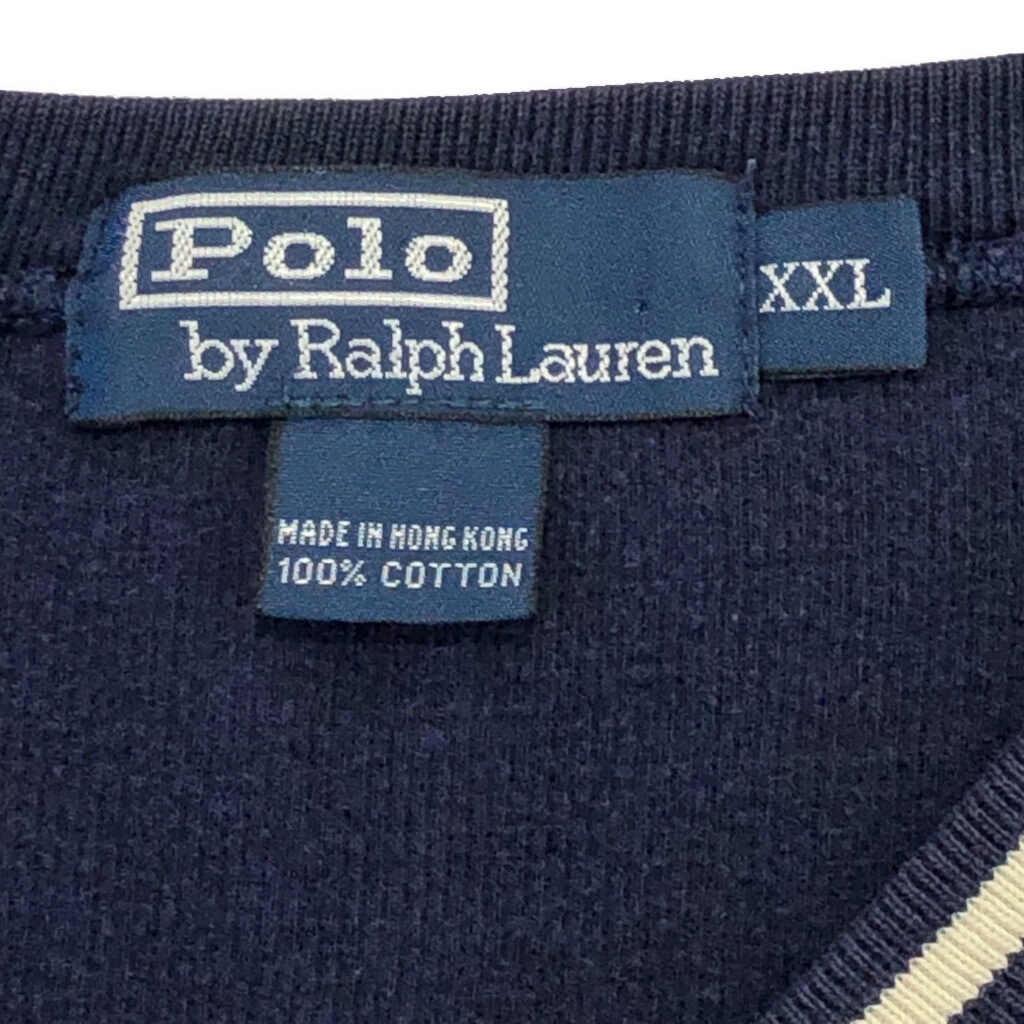 Polo
by Ralph Lauren
XXL
MADE IN HONG KONG
100% COTTON